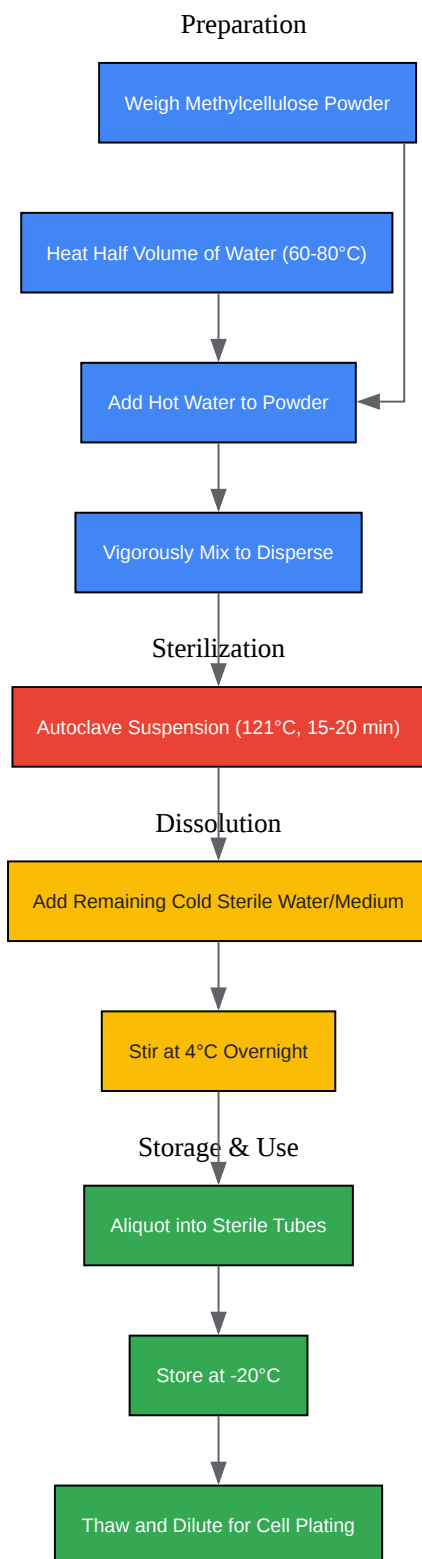 Preparation
Weigh Methylcellulose Powder
Heat Half Volume of Water (60-80°C)
Add Hot Water to Powder
Vigorously Mix to Disperse
Sterilization
Autoclave Suspension (121°C, 15-20 min)
Dissolution
Add Remaining Cold Sterile Water/Medium
Stir at 4°C Overnight
Storage & Use
Aliquot into Sterile Tubes
Store at -20°C
Thaw and Dilute for Cell Plating